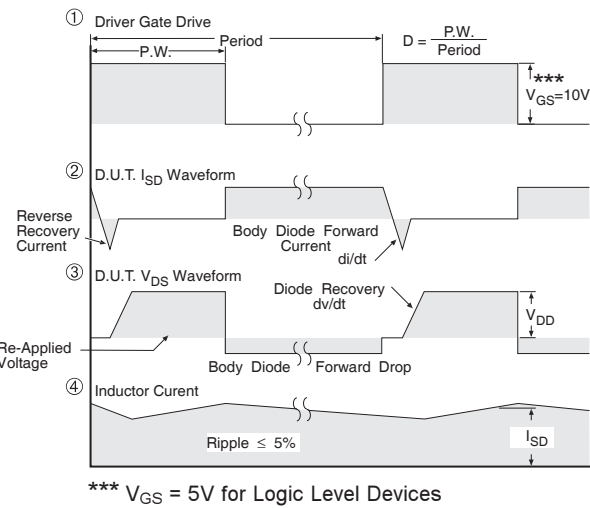 ① Driver Gate Drive
P.W.
Period
D = P.W.
Period
***
VGS=10V
② D.U.T. ISD Waveform
Reverse
Recovery
Current
Body Diode Forward
Current
di/dt
③ D.U.T. VDS Waveform
Diode Recovery
dv/dt
VDD
Re-Applied
Voltage
Body Diode Forward Drop
④ Inductor Curent
Ripple ≤ 5%
ISD
*** VGS = 5V for Logic Level Devices